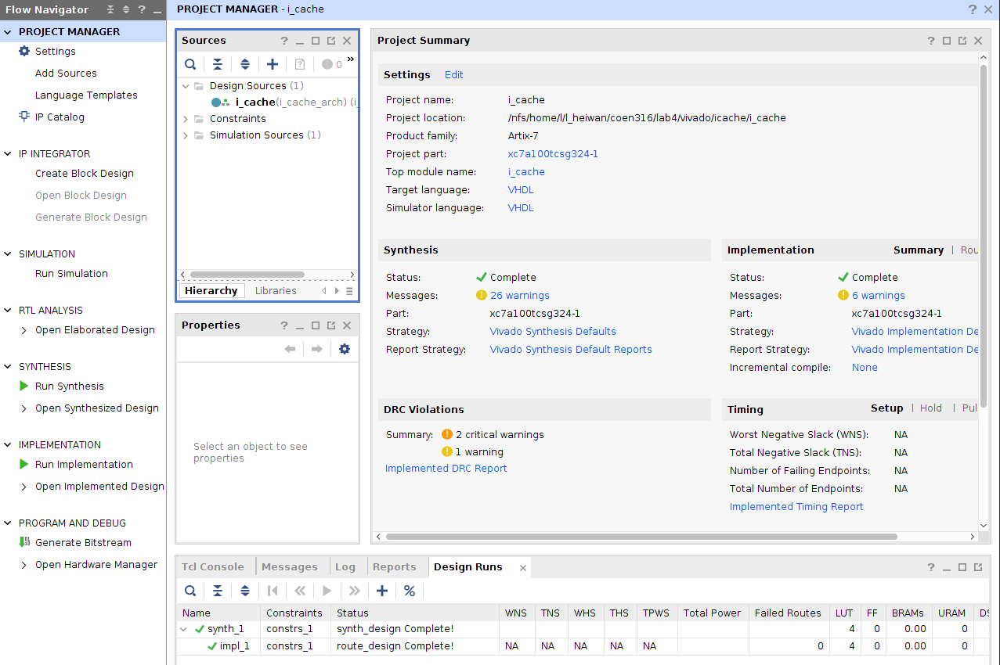 Flow Navigator ?
PROJECT MANAGER
Settings
Add Sources
Language Templates
IP Catalog
IP INTEGRATOR
Create Block Design
Open Block Design
Generate Block Design
SIMULATION
Run Simulation
RTL ANALYSIS
Open Elaborated Design
SYNTHESIS
Run Synthesis
Open Synthesized Design
IMPLEMENTATION
Run Implementation
Open Implemented Design
PROGRAM AND DEBUG
Generate Bitstream
Open Hardware Manager
PROJECT MANAGER - i_cache
Sources
0 »
Design Sources (1)
i_cache(i_cache_arch) (i_
Constraints
Simulation Sources (1)
Hierarchy Libraries
Properties
Select an object to see
properties
Project Summary
Settings Edit
Project name: i_cache
Project location: /nfs/home/l/l_heiwan/coen316/lab4/vivado/icache/i_cache
Product family: Artix-7
Project part: xc7a100tcsg324-1
Top module name: i_cache
Target language: VHDL
Simulator language: VHDL
Synthesis
Status: Complete
Messages: 26 warnings
Part: xc7a100tcsg324-1
Strategy: Vivado Synthesis Defaults
Report Strategy: Vivado Synthesis Default Reports
Implementation Summary | Rou
Status: Complete
Messages: 6 warnings
Part: xc7a100tcsg324-1
Strategy: Vivado Implementation De
Report Strategy: Vivado Implementation De
Incremental compile: None
DRC Violations
Summary: 2 critical warnings
1 warning
Implemented DRC Report
Timing Setup | Hold | Pul
Worst Negative Slack (WNS): NA
Total Negative Slack (TNS): NA
Number of Failing Endpoints: NA
Total Number of Endpoints: NA
Implemented Timing Report
Tcl Console Messages Log Reports Design Runs
Name Constraints Status WNS TNS WHS THS TPWS Total Power Failed Routes LUT FF BRAMs URAM DS
synth_1 constrs_1 synth_design Complete! 4 0 0.00 0
impl_1 constrs_1 route_design Complete! NA NA NA NA NA 0 4 0 0.00 0